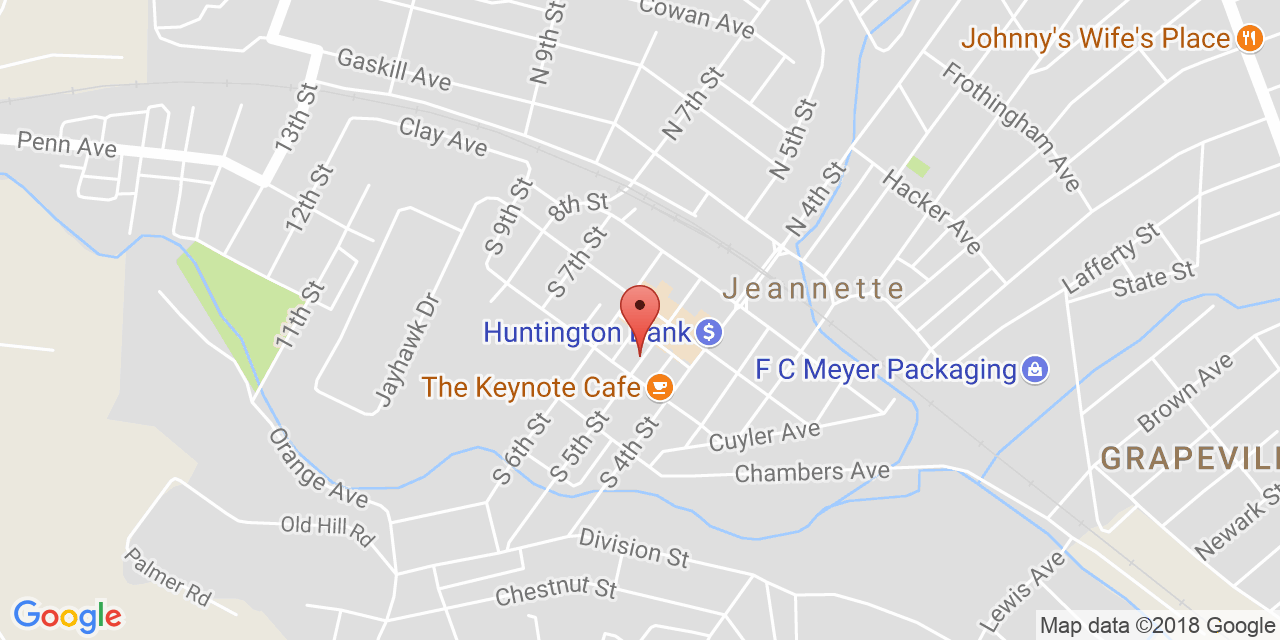 Cowan Ave
Johnny's Wife's Place
N 9th St
Gaskill Ave
N 7th St
Frothingham Ave
13th St
Clay Ave
N 5th St
Penn Ave
N 4th St
Hacker Ave
12th St
S 9th St
8th St
S 7th St
Lafferty St
State St
Jeannette
11th St
Jayhawk Dr
Huntington Bank
F C Meyer Packaging
The Keynote Cafe
Brown Ave
Cuyler Ave
S 6th St
S 5th St
S 4th St
Chambers Ave
GRAPEVILL
Orange Ave
Old Hill Rd
Newark St
Division St
Palmer Rd
Chestnut St
Lewis Ave
Google
Map data ©2018 Google